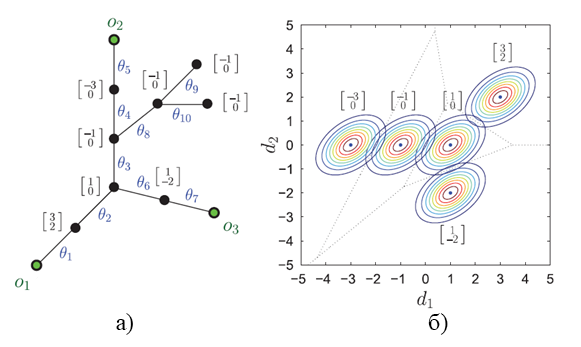 o₂
θ₅
[-3 0]
θ₄
[-1 0]
[-1 0]
θ₉
[-1 0]
θ₁₀
[-1 0]
θ₈
θ₃
[1 0]
θ₆
[1 -2]
θ₇
o₃
[3 2]
θ₂
θ₁
o₁
а)
5
4
3
2
1
0
−1
−2
−3
−4
−5
d₂
[-3 0]
[-1 0]
[1 0]
[3 2]
[1 -2]
−5 −4 −3 −2 −1 0 1 2 3 4 5
d₁
б)